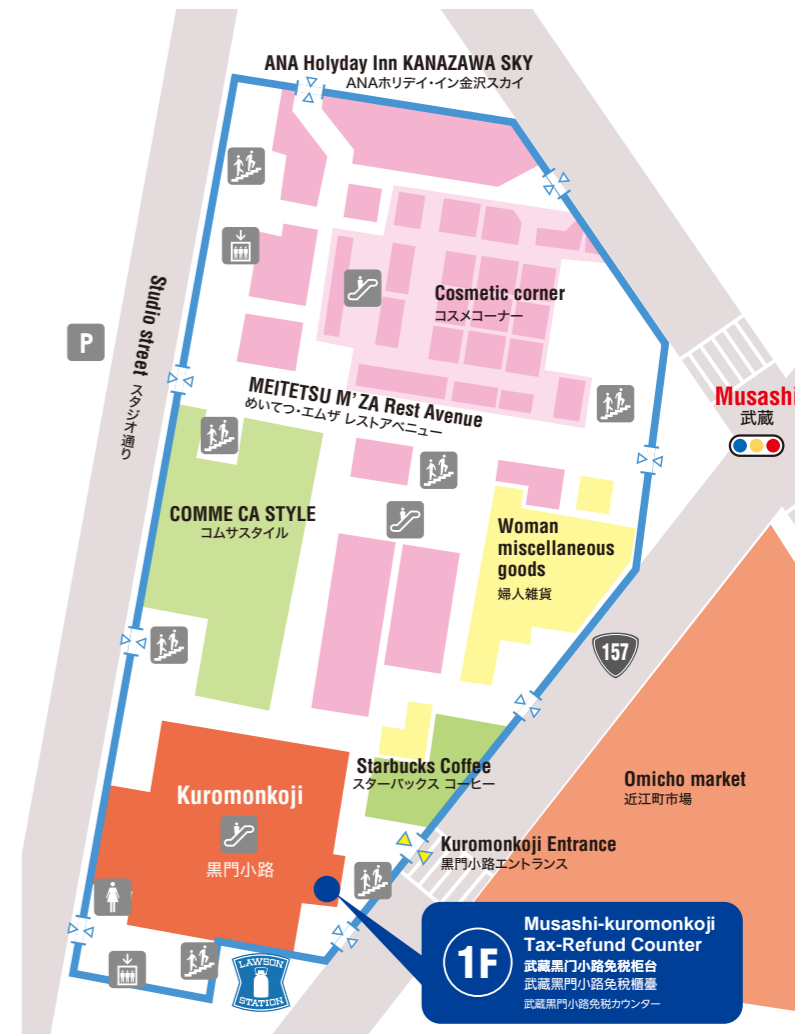 ANA Holyday Inn KANAZAWA SKY
ANAホリデイ・イン金沢スカイ
Studio street スタジオ通り
P
Cosmetic corner
コスメコーナー
MEITETSU M' ZA Rest Avenue
めいてつ・エムザ レストアベニュー
Musashi
武蔵
COMME CA STYLE
コムサスタイル
Woman
miscellaneous
goods
婦人雑貨
157
Starbucks Coffee
スターバックス コーヒー
Omicho market
近江町市場
Kuromonkoji
黒門小路
Kuromonkoji Entrance
黒門小路エントランス
LAWSON
STATION
1F
Musashi-kuromonkoji
Tax-Refund Counter
武藏黑门小路免税柜台
武藏黑門小路免稅櫃臺
武蔵黒門小路免税カウンター